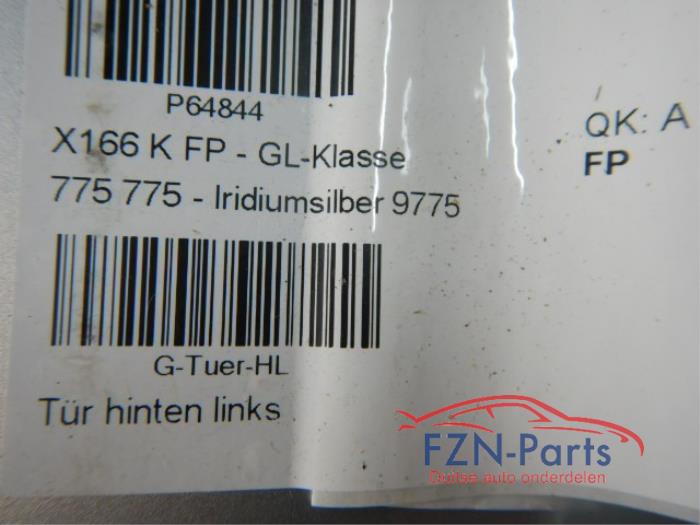 P64844
X166 K FP - GL-Klasse
775 775 - Iridiumsilber 9775
QK: A
FP
G-Tuer-HL
Tür hinten links
FZN-Parts
Duitse auto onderdelen